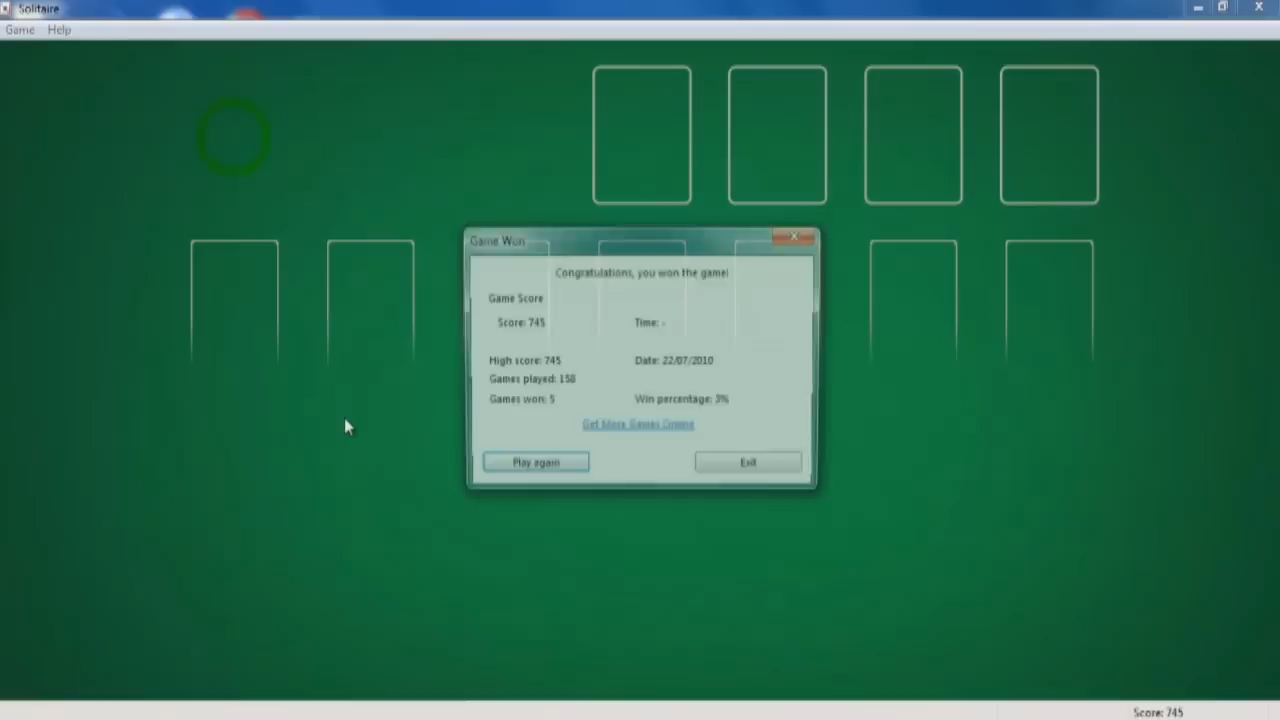 Solitaire
Game Help
Game Won
Congratulations, you won the game!
Game Score
Score: 745 Time: -
High score: 745 Date: 22/07/2010
Games played: 158
Games won: 5 Win percentage: 3%
Get More Games Online
Play again Exit
Score: 745